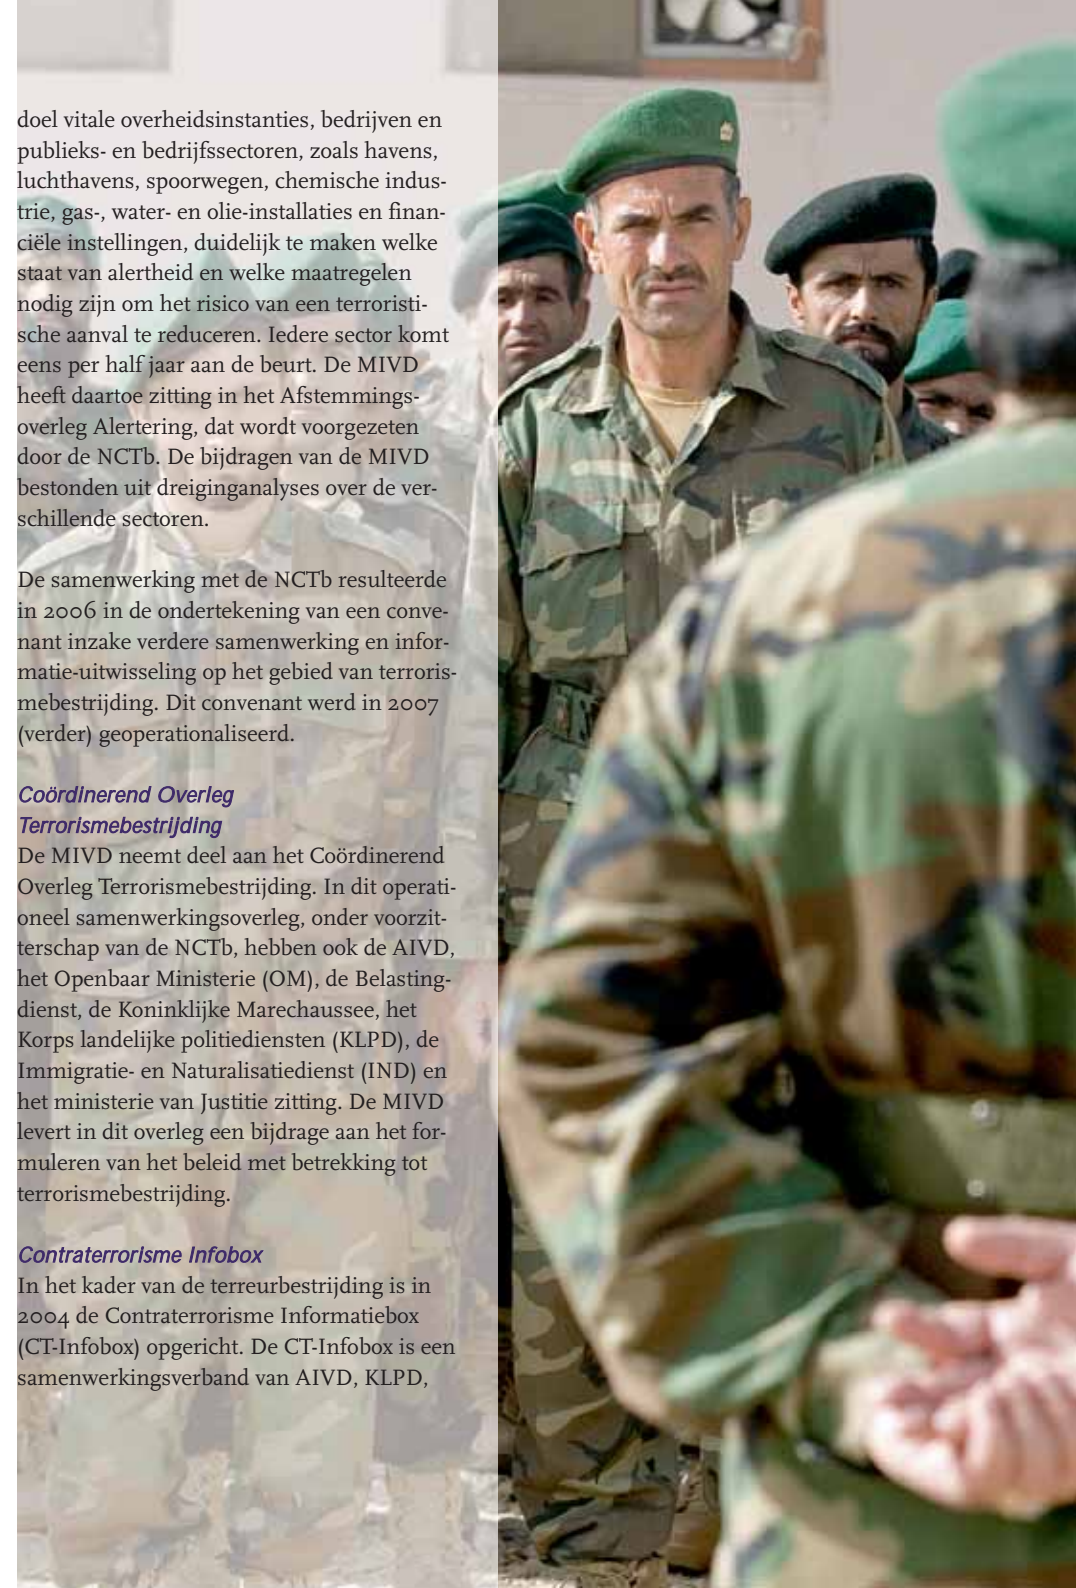 doel vitale overheidsinstanties, bedrijven en
publieks- en bedrijfssectoren, zoals havens,
luchthavens, spoorwegen, chemische indus-
trie, gas-, water- en olie-installaties en finan-
ciële instellingen, duidelijk te maken welke
staat van alertheid en welke maatregelen
nodig zijn om het risico van een terroristi-
sche aanval te reduceren. Iedere sector komt
eens per half jaar aan de beurt. De MIVD
heeft daartoe zitting in het Afstemmings-
overleg Alertering, dat wordt voorgezeten
door de NCTb. De bijdragen van de MIVD
bestonden uit dreiginganalyses over de ver-
schillende sectoren.
De samenwerking met de NCTb resulteerde
in 2006 in de ondertekening van een conve-
nant inzake verdere samenwerking en infor-
matie-uitwisseling op het gebied van terroris-
mebestrijding. Dit convenant werd in 2007
(verder) geoperationaliseerd.
Coördinerend Overleg
Terrorismebestrijding
De MIVD neemt deel aan het Coördinerend
Overleg Terrorismebestrijding. In dit operati-
oneel samenwerkingsoverleg, onder voorzit-
terschap van de NCTb, hebben ook de AIVD,
het Openbaar Ministerie (OM), de Belasting-
dienst, de Koninklijke Marechaussee, het
Korps landelijke politiediensten (KLPD), de
Immigratie- en Naturalisatiedienst (IND) en
het ministerie van Justitie zitting. De MIVD
levert in dit overleg een bijdrage aan het for-
muleren van het beleid met betrekking tot
terrorismebestrijding.
Contraterrorisme Infobox
In het kader van de terreurbestrijding is in
2004 de Contraterrorisme Informatiebox
(CT-Infobox) opgericht. De CT-Infobox is een
samenwerkingsverband van AIVD, KLPD,